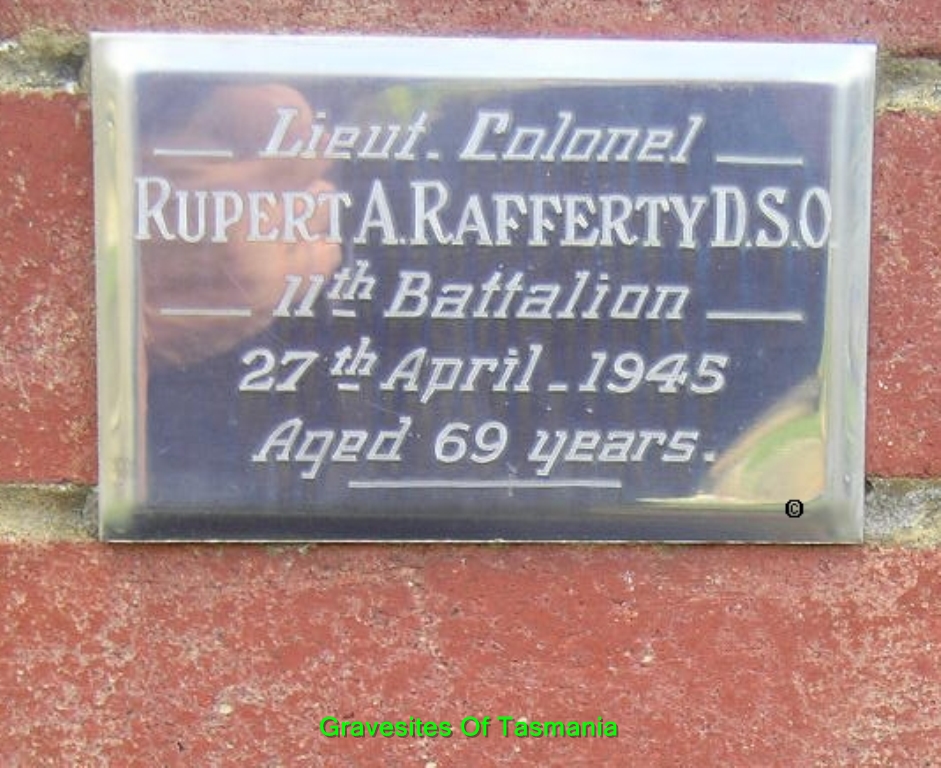 Lieut. Colonel
RUPERT A. RAFFERTY D.S.O
11th Battalion
27th April - 1945
Aged 69 years.
©
Gravesites Of Tasmania